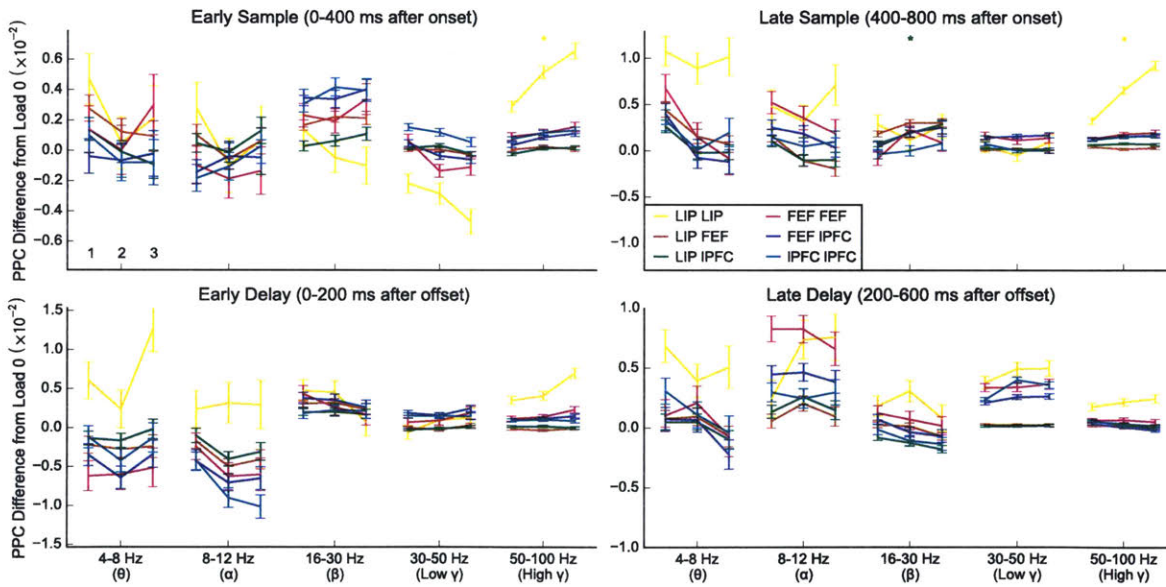 Early Sample (0-400 ms after onset)
Late Sample (400-800 ms after onset)
PPC Difference from Load 0 (×10⁻²)
0.6
0.4
0.2
0.0
−0.2
−0.4
−0.6
1 2 3
*
1.0
0.5
0.0
−0.5
−1.0
* *
LIP LIP
LIP FEF
LIP lPFC
FEF FEF
FEF lPFC
lPFC lPFC
Early Delay (0-200 ms after offset)
Late Delay (200-600 ms after offset)
PPC Difference from Load 0 (×10⁻²)
1.5
1.0
0.5
0.0
−0.5
−1.0
−1.5
1.0
0.5
0.0
−0.5
−1.0
4-8 Hz
(θ)
8-12 Hz
(α)
16-30 Hz
(β)
30-50 Hz
(Low γ)
50-100 Hz
(High γ)
4-8 Hz
(θ)
8-12 Hz
(α)
16-30 Hz
(β)
30-50 Hz
(Low γ)
50-100 Hz
(High γ)